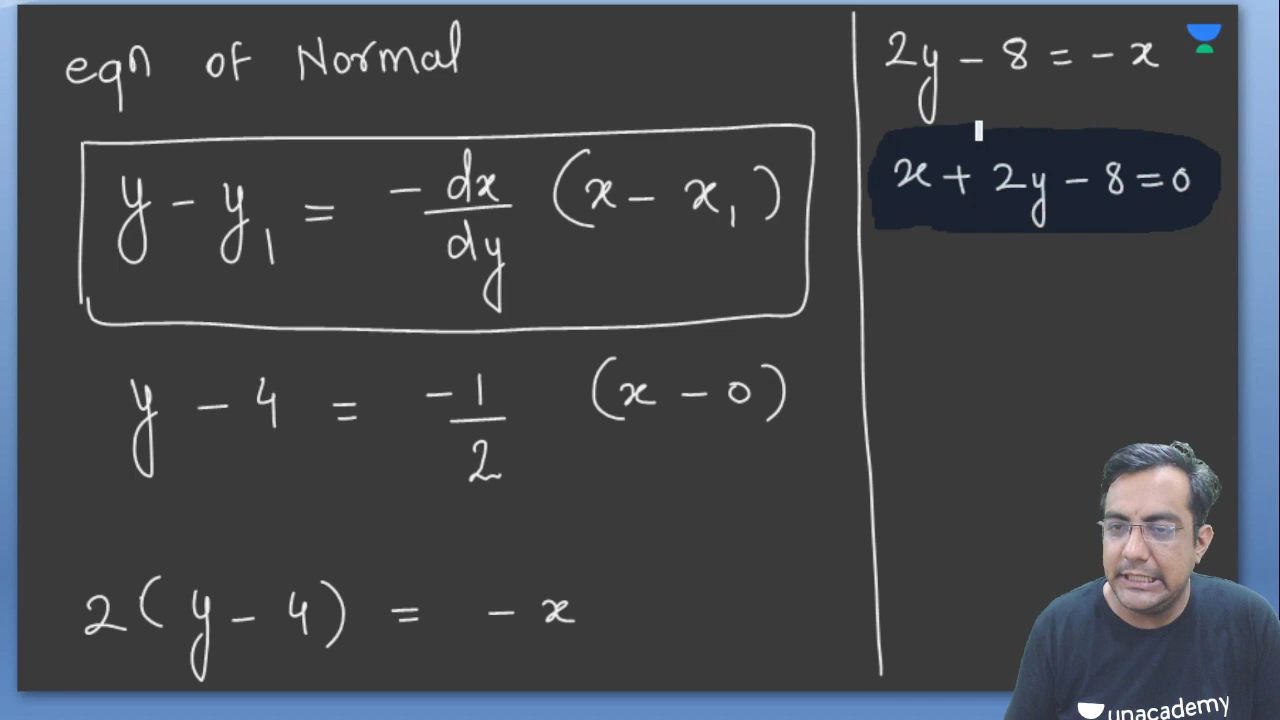 eqn of Normal
y - y₁ = -dx/dy (x - x₁)
y - 4 = -1/2 (x - 0)
2(y - 4) = - x
2y - 8 = - x
x + 2y - 8 = 0
unacademy